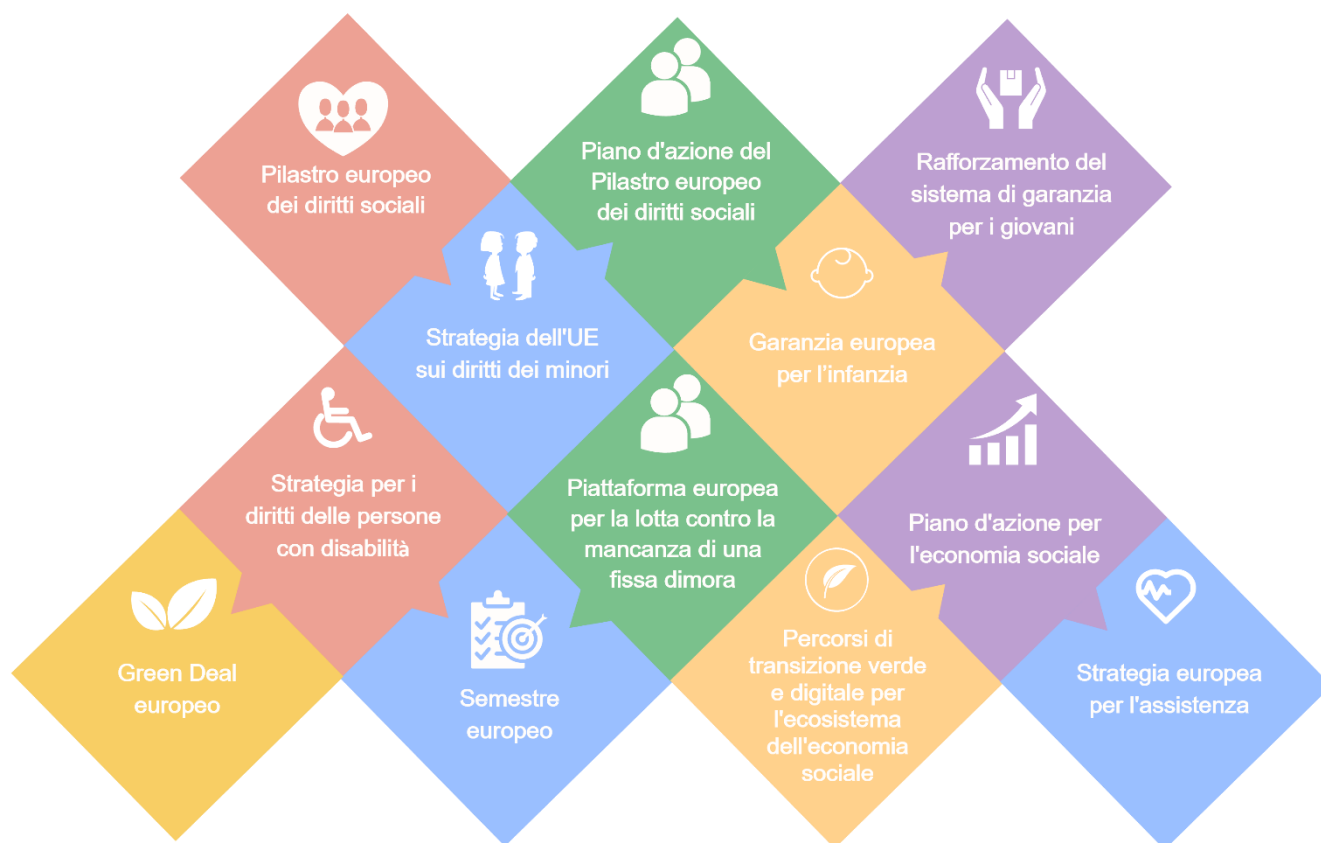 Pilastro europeo
dei diritti sociali
Piano d'azione del
Pilastro europeo
dei diritti sociali
Rafforzamento del
sistema di garanzia
per i giovani
Strategia dell'UE
sui diritti dei minori
Garanzia europea
per l’infanzia
Strategia per i
diritti delle persone
con disabilità
Piattaforma europea
per la lotta contro la
mancanza di una
fissa dimora
Piano d'azione per
l'economia sociale
Green Deal
europeo
Semestre
europeo
Percorsi di
transizione verde
e digitale per
l'ecosistema
dell'economia
sociale
Strategia europea
per l'assistenza